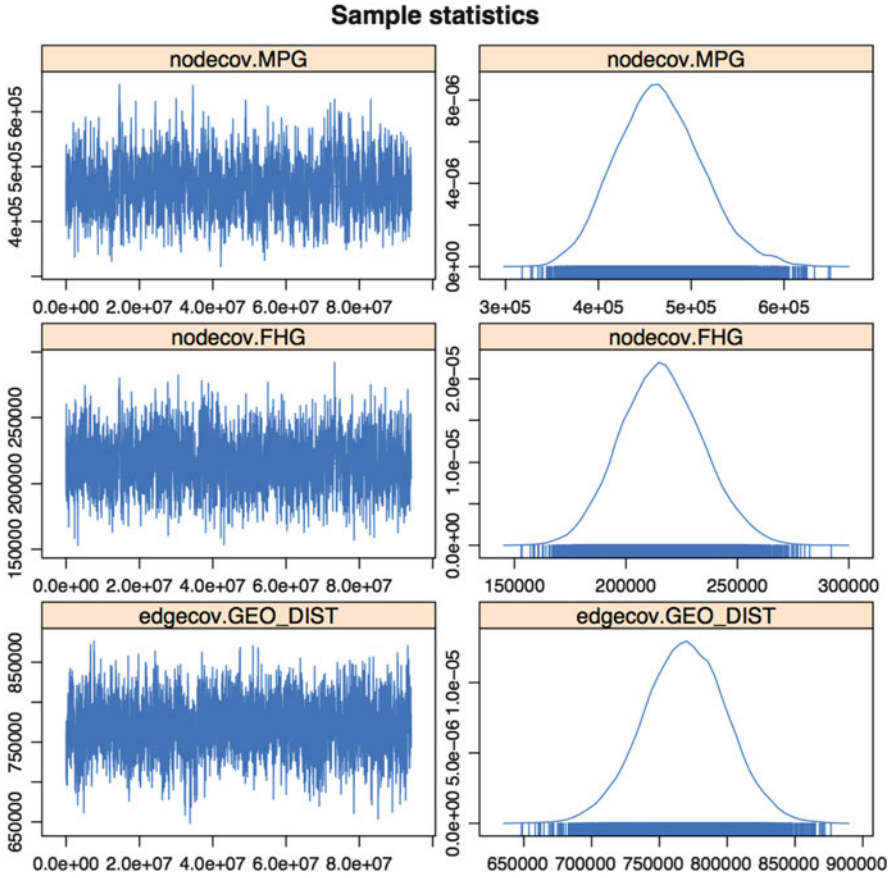 Sample statistics
nodecov.MPG
nodecov.MPG
4e+05 5e+05 6e+05
0e+00 4e−06 8e−06
0.0e+00 2.0e+07 4.0e+07 6.0e+07 8.0e+07
3e+05 4e+05 5e+05 6e+05
nodecov.FHG
nodecov.FHG
150000 200000 250000
0.0e+00 1.0e−05 2.0e−05
0.0e+00 2.0e+07 4.0e+07 6.0e+07 8.0e+07
150000 200000 250000 300000
edgecov.GEO_DIST
edgecov.GEO_DIST
650000 750000 850000
0.0e+00 5.0e−06 1.0e−05
0.0e+00 2.0e+07 4.0e+07 6.0e+07 8.0e+07
650000 700000 750000 800000 850000 900000